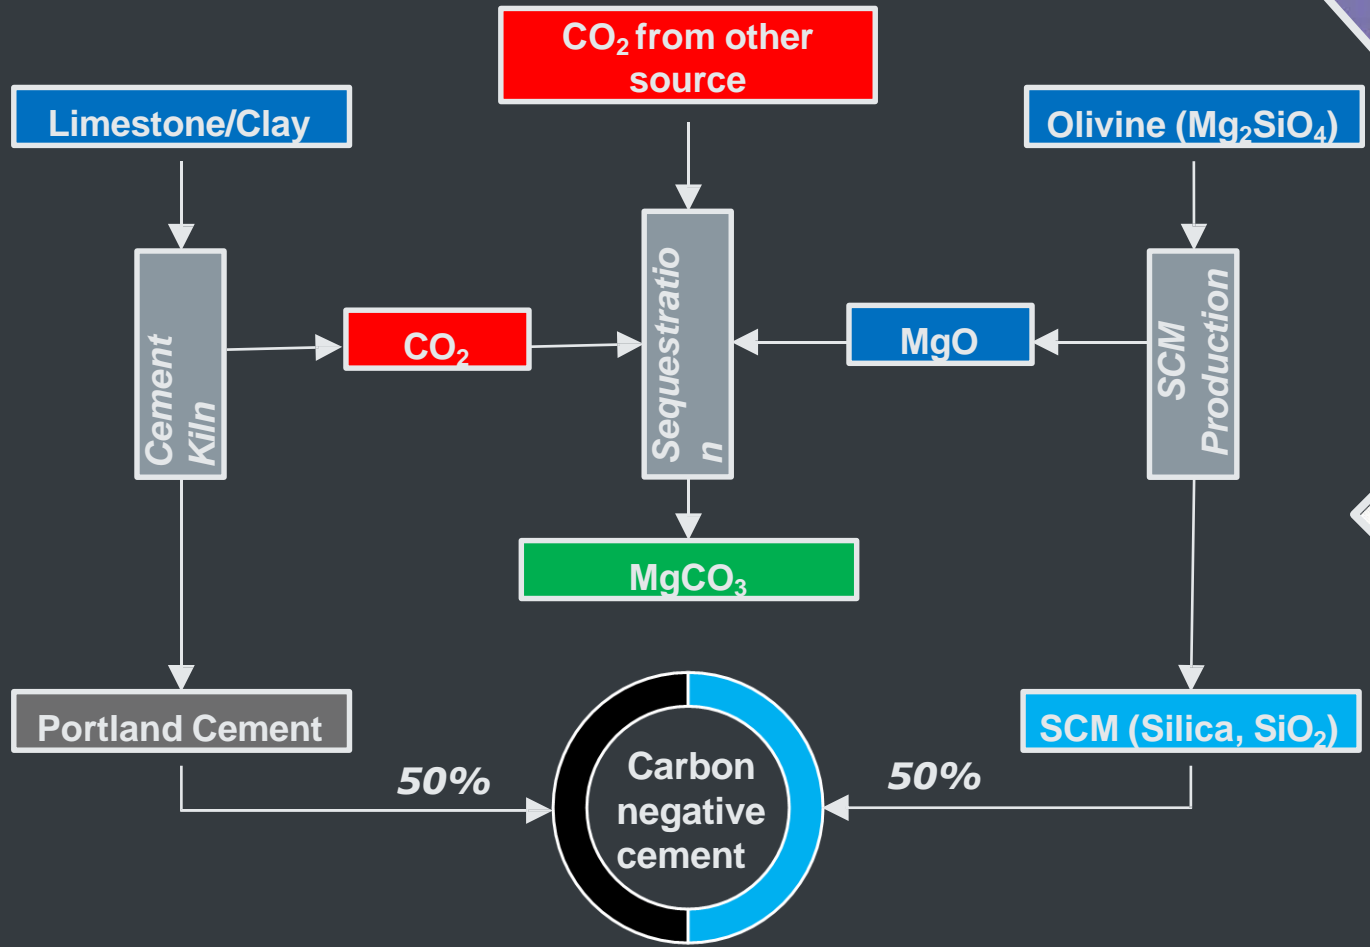 CO₂ from other
source
Limestone/Clay
Olivine (Mg₂SiO₄)
Cement
Kiln
CO₂
Sequestratio
n
MgO
SCM
Production
MgCO₃
Portland Cement
SCM (Silica, SiO₂)
50%
50%
Carbon
negative
cement